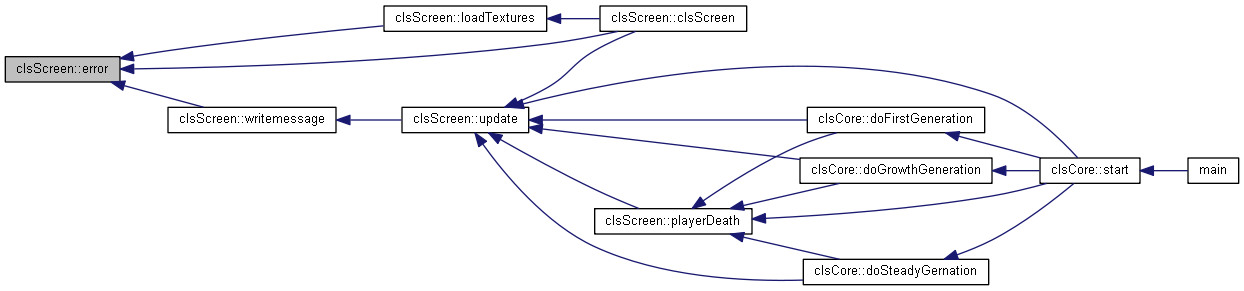 clsScreen::loadTextures
clsScreen::clsScreen
clsScreen::error
clsScreen::writemessage
clsScreen::update
clsCore::doFirstGeneration
clsCore::doGrowthGeneration
clsCore::start
main
clsScreen::playerDeath
clsCore::doSteadyGernation